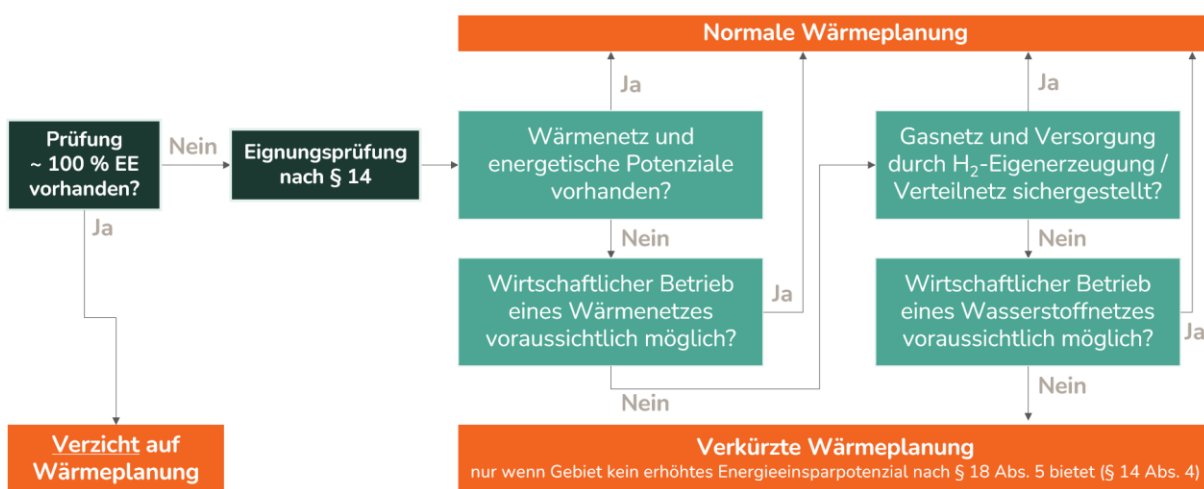 Normale Wärmeplanung
Ja
Ja
Prüfung
~ 100 % EE
vorhanden?
Nein
Eignungsprüfung
nach § 14
Wärmenetz und
energetische Potenziale
vorhanden?
Gasnetz und Versorgung
durch H₂-Eigenerzeugung /
Verteilnetz sichergestellt?
Ja
Nein
Nein
Wirtschaftlicher Betrieb
eines Wärmenetzes
voraussichtlich möglich?
Ja
Wirtschaftlicher Betrieb
eines Wasserstoffnetzes
voraussichtlich möglich?
Ja
Nein
Nein
Verzicht auf
Wärmeplanung
Verkürzte Wärmeplanung
nur wenn Gebiet kein erhöhtes Energieeinsparpotenzial nach § 18 Abs. 5 bietet (§ 14 Abs. 4)